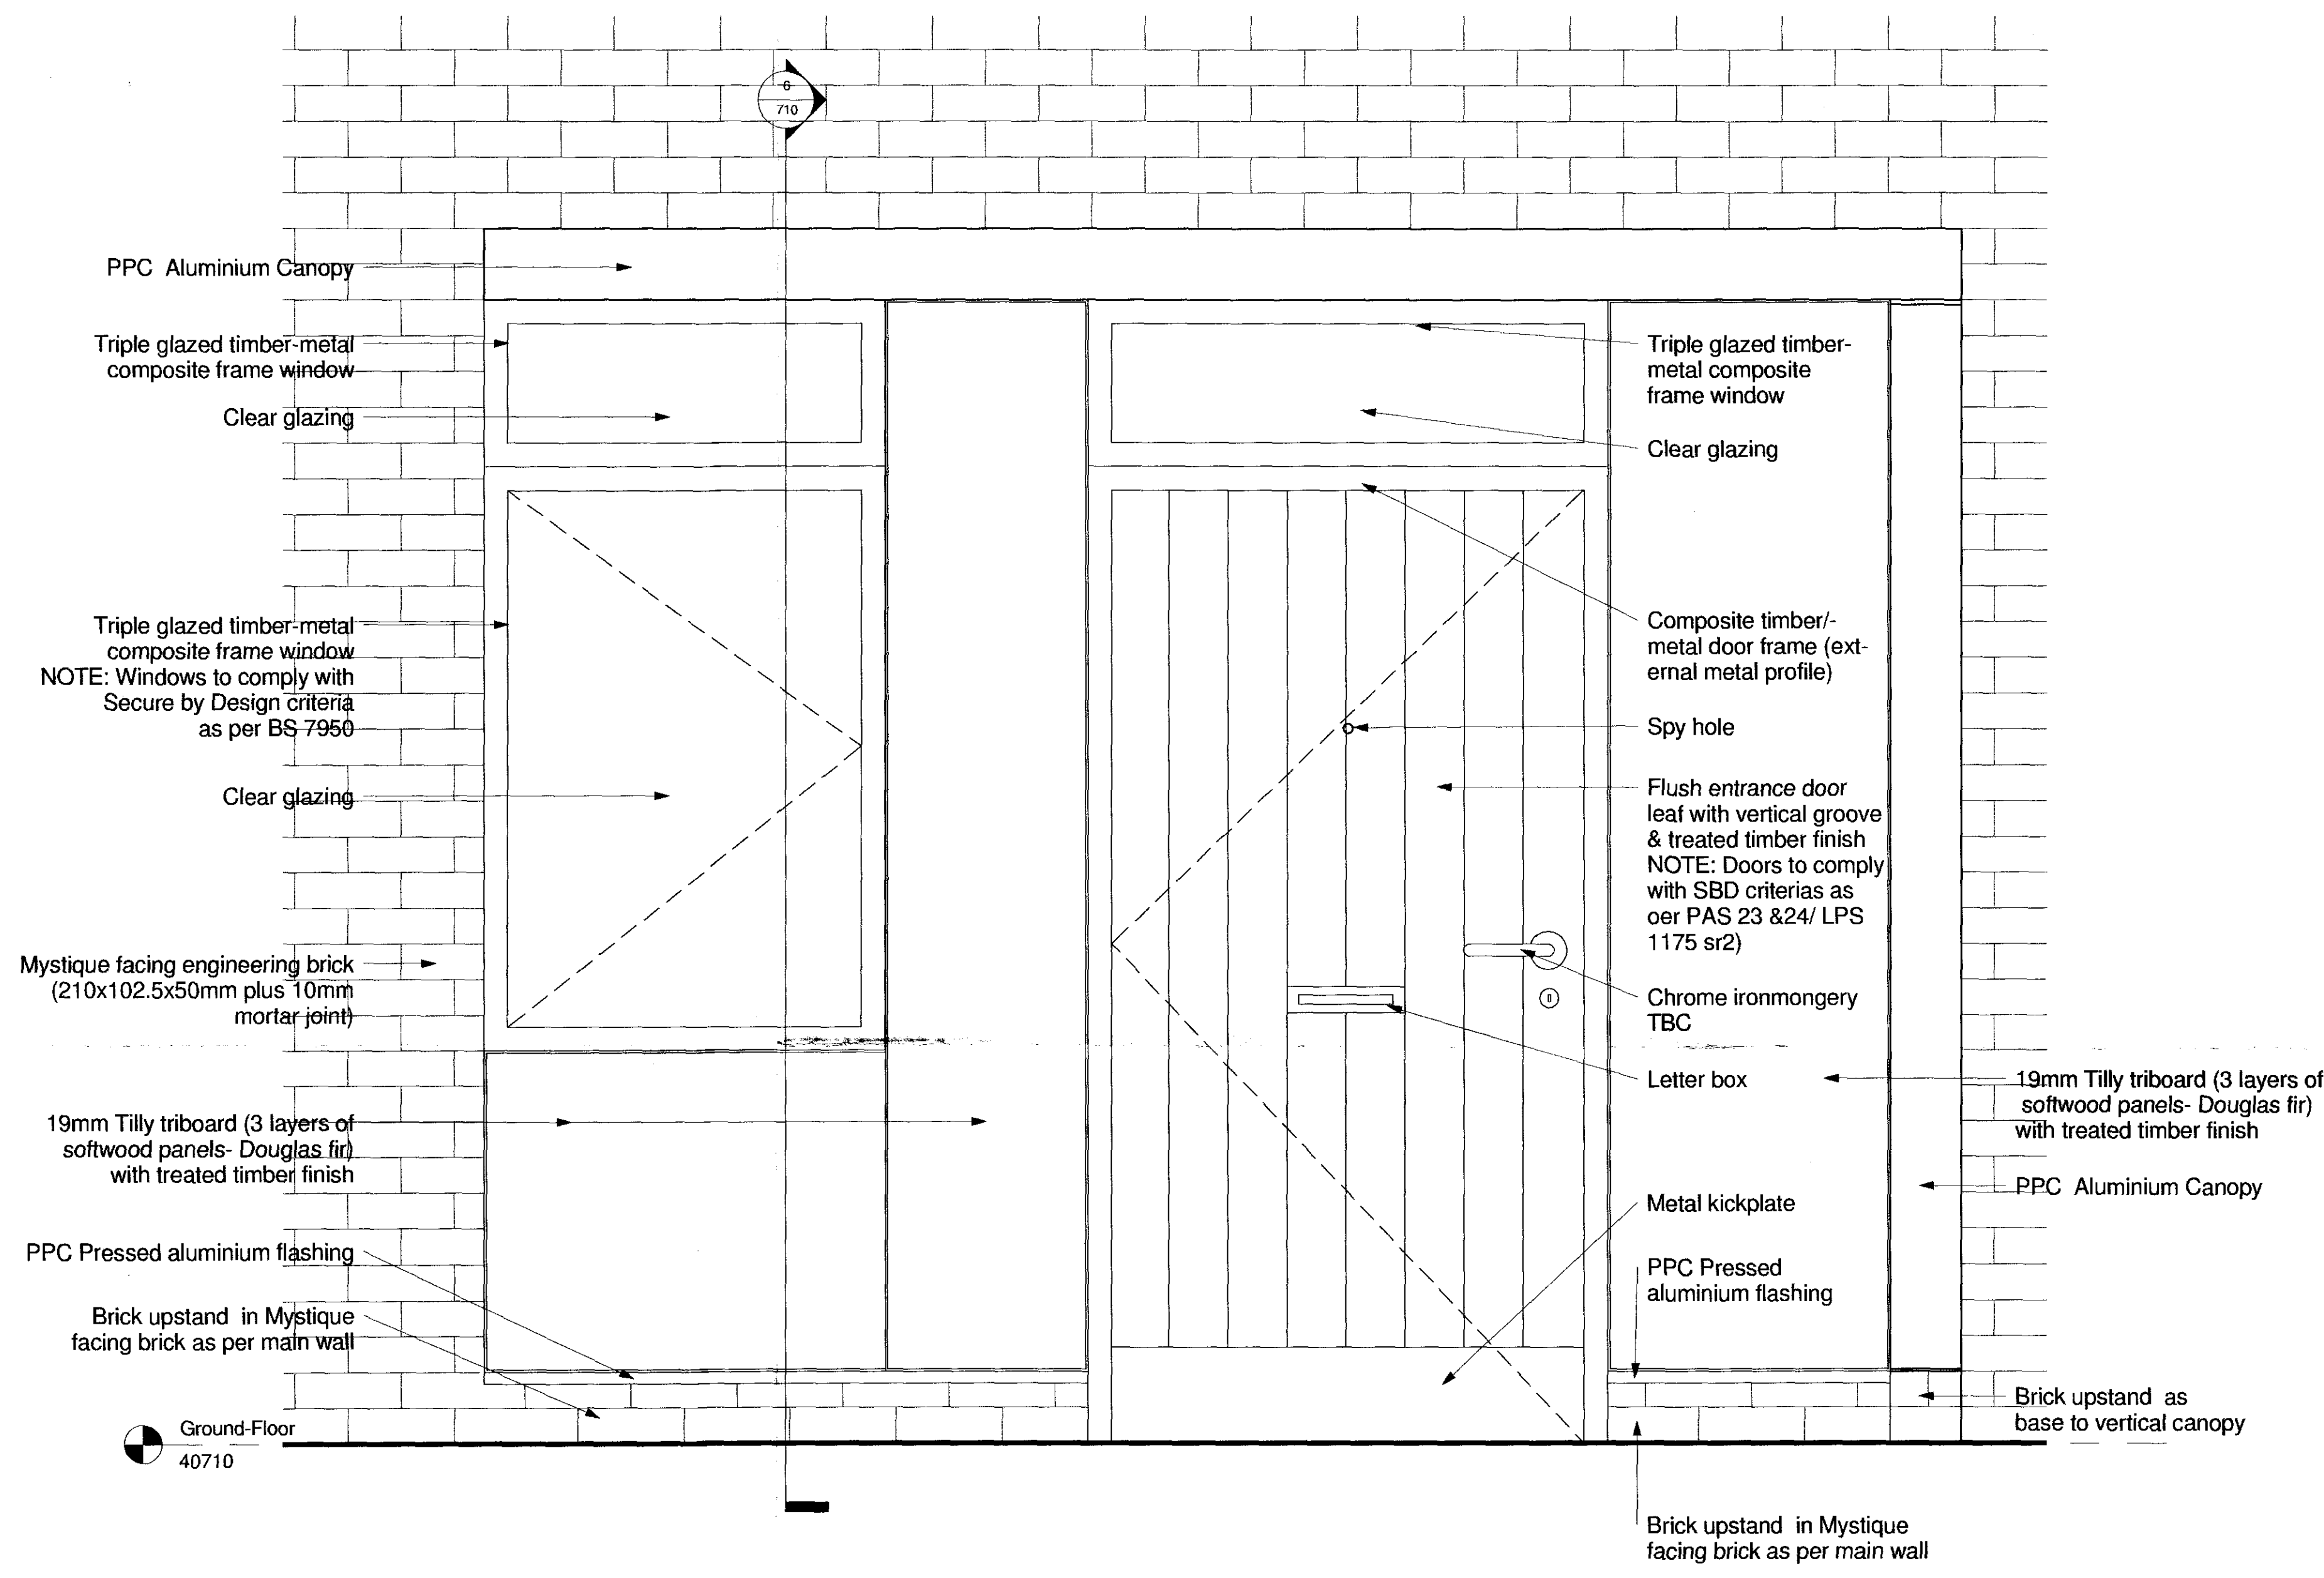 6
710
PPC Aluminium Canopy
Triple glazed timber-metal
composite frame window
Clear glazing
Triple glazed timber-metal
composite frame window
NOTE: Windows to comply with
Secure by Design criteria
as per BS 7950
Clear glazing
Mystique facing engineering brick
(210x102.5x50mm plus 10mm
mortar joint)
19mm Tilly triboard (3 layers of
softwood panels- Douglas fir)
with treated timber finish
PPC Pressed aluminium flashing
Brick upstand in Mystique
facing brick as per main wall
Ground-Floor
40710
Triple glazed timber-
metal composite
frame window
Clear glazing
Composite timber/-
metal door frame (ext-
ernal metal profile)
Spy hole
Flush entrance door
leaf with vertical groove
& treated timber finish
NOTE: Doors to comply
with SBD criterias as
oer PAS 23 &24/ LPS
1175 sr2)
Chrome ironmongery
TBC
Letter box
Metal kickplate
PPC Pressed
aluminium flashing
19mm Tilly triboard (3 layers of
softwood panels- Douglas fir)
with treated timber finish
PPC Aluminium Canopy
Brick upstand as
base to vertical canopy
Brick upstand in Mystique
facing brick as per main wall